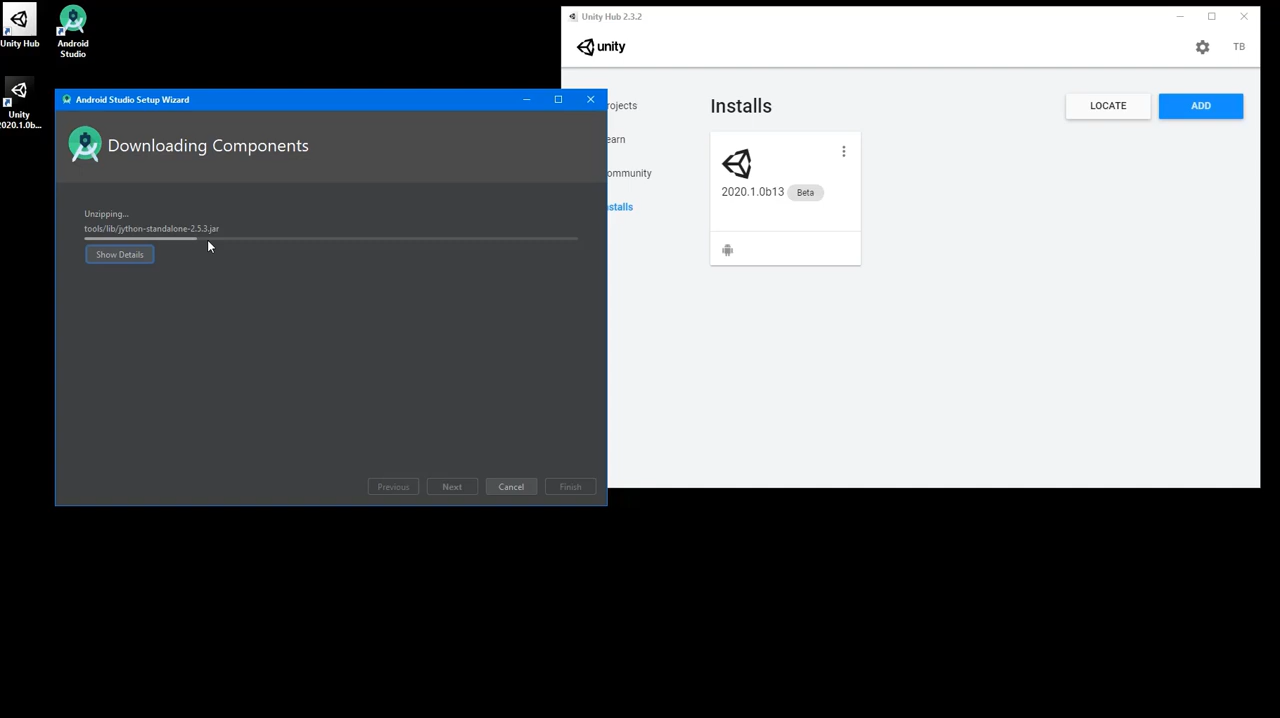 Unity Hub
Android
Studio
Unity
2020.1.0b...
Android Studio Setup Wizard
Downloading Components
Unzipping...
tools/lib/jython-standalone-2.5.3.jar
Show Details
Previous
Next
Cancel
Finish
Unity Hub 2.3.2
unity
TB
rojects
earn
ommunity
nstalls
Installs
LOCATE
ADD
2020.1.0b13
Beta